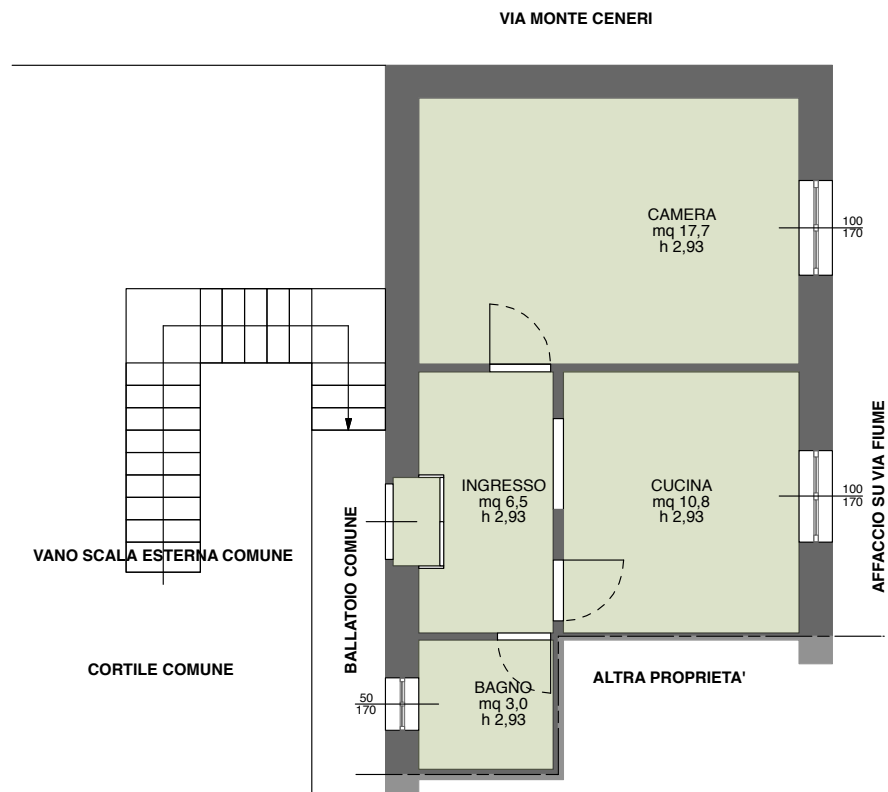 VIA MONTE CENERI
CAMERA
mq 17,7
h 2,93
100
170
INGRESSO
mq 6,5
h 2,93
CUCINA
mq 10,8
h 2,93
100
170
AFFACCIO SU VIA FIUME
VANO SCALA ESTERNA COMUNE
BALLATOIO COMUNE
CORTILE COMUNE
ALTRA PROPRIETA'
BAGNO
mq 3,0
h 2,93
50
170